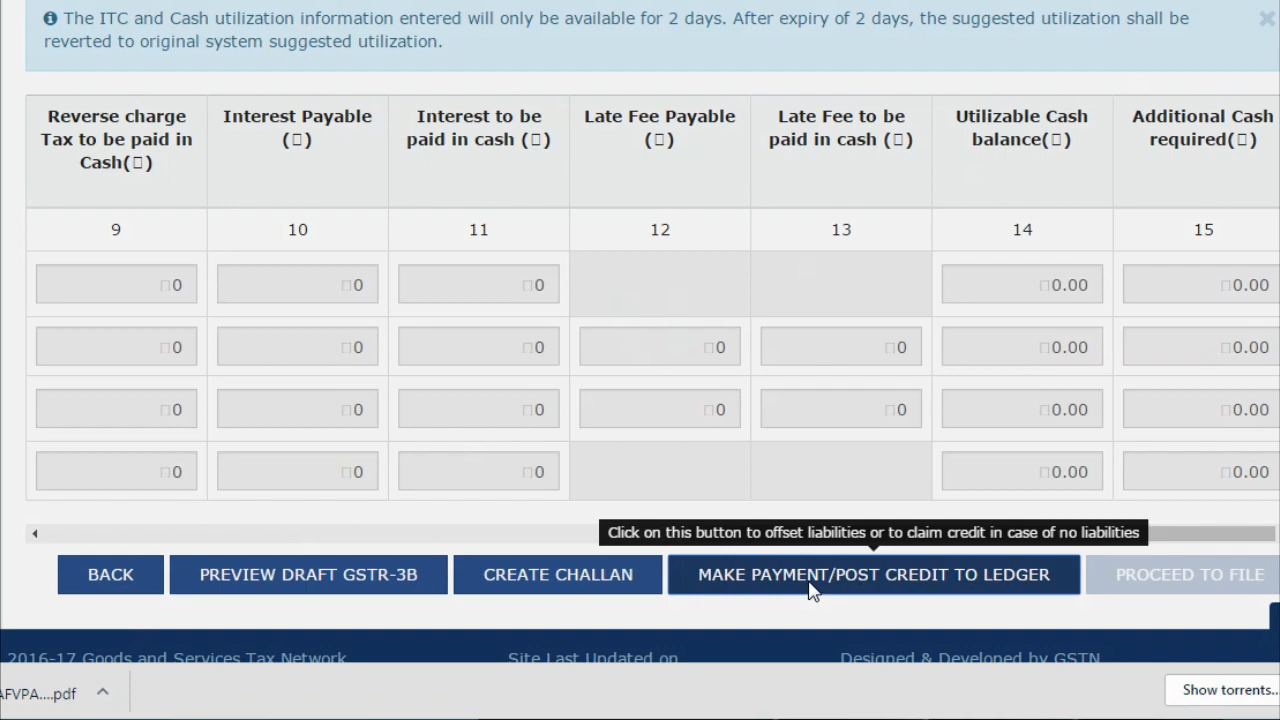 The ITC and Cash utilization information entered will only be available for 2 days. After expiry of 2 days, the suggested utilization shall be
reverted to original system suggested utilization.
Reverse charge
Tax to be paid in
Cash(▯)
Interest Payable
(▯)
Interest to be
paid in cash (▯)
Late Fee Payable
(▯)
Late Fee to be
paid in cash (▯)
Utilizable Cash
balance(▯)
Additional Cash
required(▯)
9 10 11 12 13 14 15
▯0 ▯0 ▯0 ▯0.00 ▯0.00
▯0 ▯0 ▯0 ▯0 ▯0 ▯0.00 ▯0.00
▯0 ▯0 ▯0 ▯0 ▯0 ▯0.00 ▯0.00
▯0 ▯0 ▯0 ▯0.00 ▯0.00
Click on this button to offset liabilities or to claim credit in case of no liabilities
BACK
PREVIEW DRAFT GSTR-3B
CREATE CHALLAN
MAKE PAYMENT/POST CREDIT TO LEDGER
PROCEED TO FILE
2016-17 Goods and Services Tax Network
Site Last Updated on
Designed & Developed by GSTN
AFVPA....pdf
Show torrents...